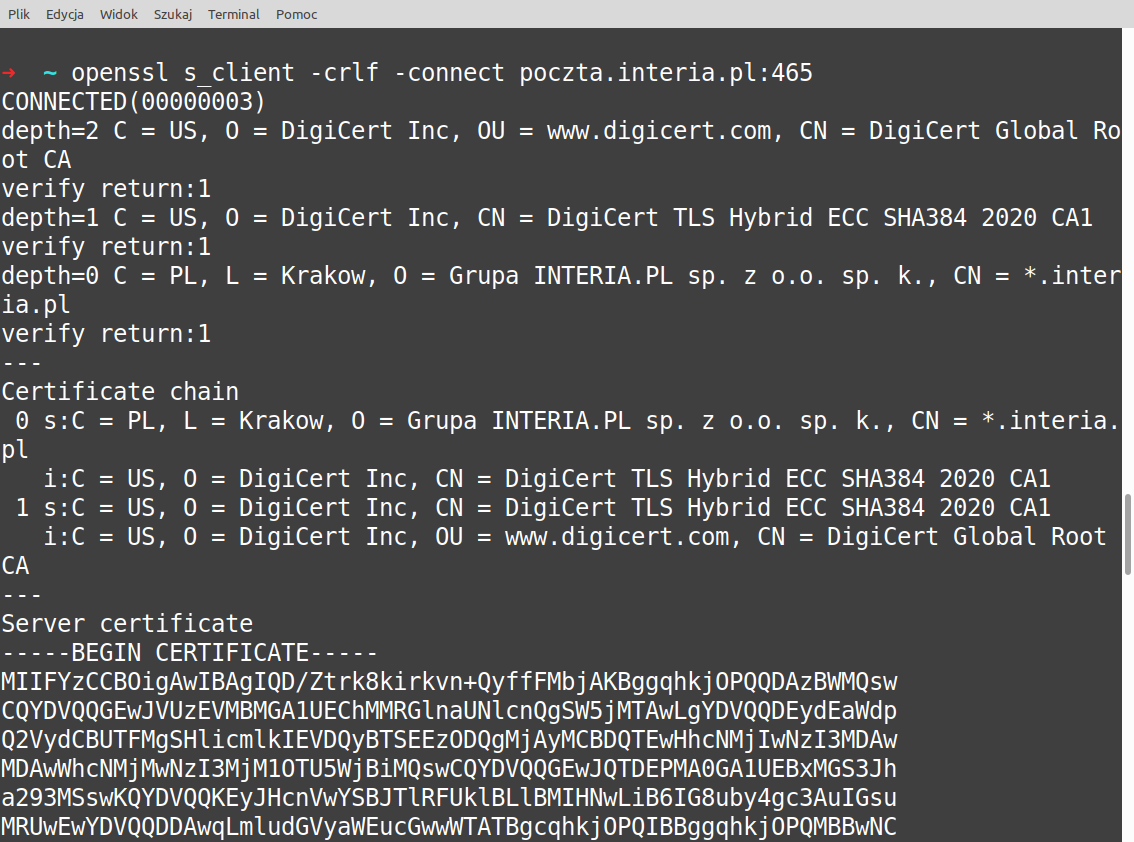 Plik Edycja Widok Szukaj Terminal Pomoc
➜ ~ openssl s_client -crlf -connect poczta.interia.pl:465
CONNECTED(00000003)
depth=2 C = US, O = DigiCert Inc, OU = www.digicert.com, CN = DigiCert Global Ro
ot CA
verify return:1
depth=1 C = US, O = DigiCert Inc, CN = DigiCert TLS Hybrid ECC SHA384 2020 CA1
verify return:1
depth=0 C = PL, L = Krakow, O = Grupa INTERIA.PL sp. z o.o. sp. k., CN = *.inter
ia.pl
verify return:1
---
Certificate chain
 0 s:C = PL, L = Krakow, O = Grupa INTERIA.PL sp. z o.o. sp. k., CN = *.interia.
pl
   i:C = US, O = DigiCert Inc, CN = DigiCert TLS Hybrid ECC SHA384 2020 CA1
 1 s:C = US, O = DigiCert Inc, CN = DigiCert TLS Hybrid ECC SHA384 2020 CA1
   i:C = US, O = DigiCert Inc, OU = www.digicert.com, CN = DigiCert Global Root
CA
---
Server certificate
-----BEGIN CERTIFICATE-----
MIIFYzCCBOigAwIBAgIQD/Ztrk8kirkvn+QyffFMbjAKBggqhkjOPQQDAzBWMQsw
CQYDVQQGEwJVUzEVMBMGA1UEChMMRGlnaUNlcnQgSW5jMTAwLgYDVQQDEydEaWdp
Q2VydCBUTFMgSHlicmlkIEVDQyBTSEEzODQgMjAyMCBDQTEwHhcNMjIwNzI3MDAw
MDAwWhcNMjMwNzI3MjM1OTU5WjBiMQswCQYDVQQGEwJQTDEPMA0GA1UEBxMGS3Jh
a293MSswKQYDVQQKEyJHcnVwYSBJTlRFUklBLlBMIHNwLiB6IG8uby4gc3AuIGsu
MRUwEwYDVQQDDAwqLmludGVyaWEucGwwWTATBgcqhkjOPQIBBggqhkjOPQMBBwNC